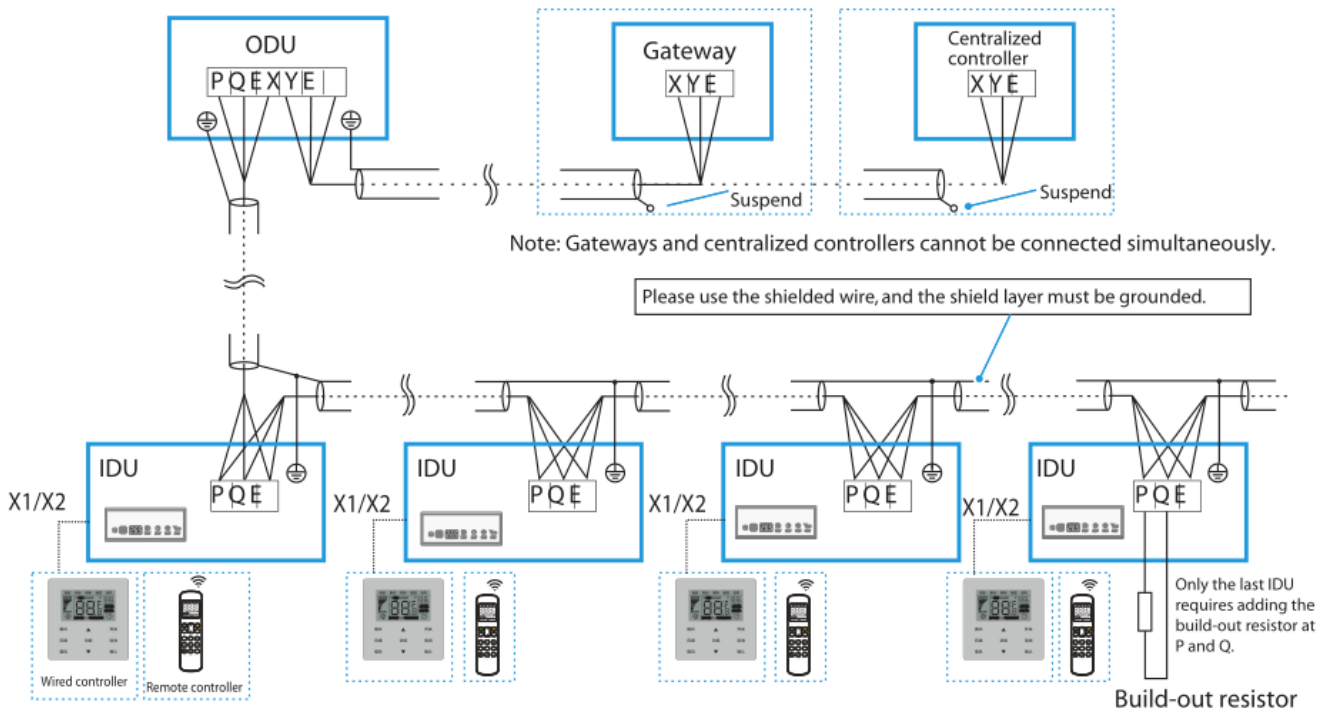 ODU
P Q E X Y E
Gateway
X Y E
Centralized
controller
X Y E
Suspend
Suspend
Note: Gateways and centralized controllers cannot be connected simultaneously.
Please use the shielded wire, and the shield layer must be grounded.
IDU
P Q E
X1/X2
IDU
P Q E
X1/X2
IDU
P Q E
X1/X2
IDU
P Q E
X1/X2
Wired controller
Remote controller
Only the last IDU
requires adding the
build-out resistor at
P and Q.
Build-out resistor